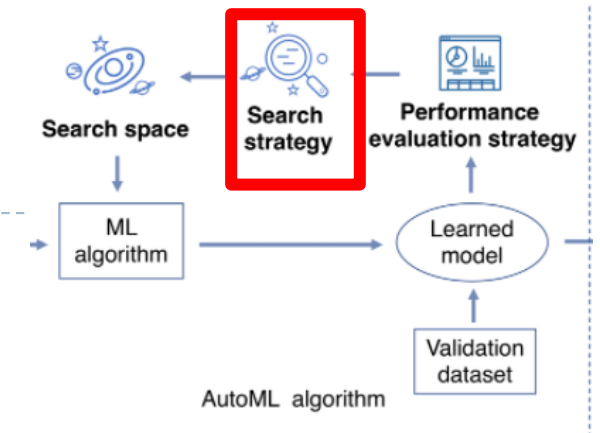 Search space
Search
strategy
Performance
evaluation strategy
ML
algorithm
Learned
model
Validation
dataset
AutoML algorithm